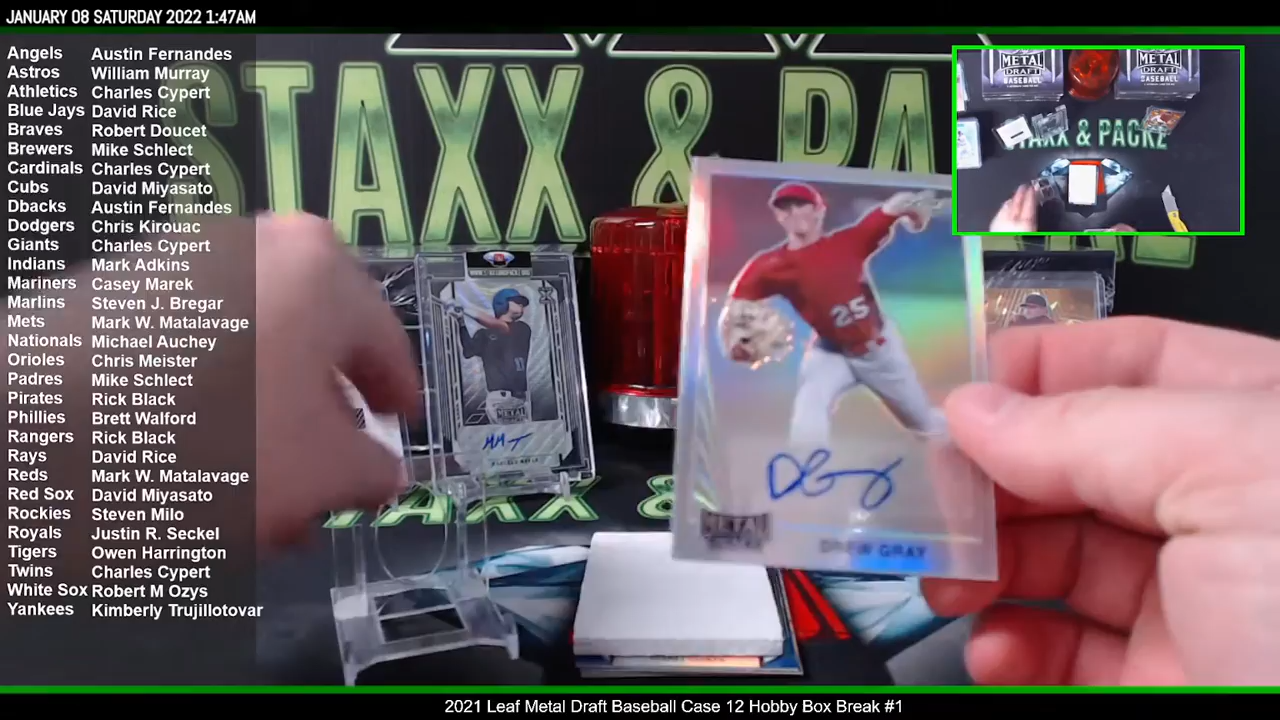 JANUARY 08 SATURDAY 2022 1:47AM
Angels Austin Fernandes
Astros William Murray
Athletics Charles Cypert
Blue Jays David Rice
Braves Robert Doucet
Brewers Mike Schlect
Cardinals Charles Cypert
Cubs David Miyasato
Dbacks Austin Fernandes
Dodgers Chris Kirouac
Giants Charles Cypert
Indians Mark Adkins
Mariners Casey Marek
Marlins Steven J. Bregar
Mets Mark W. Matalavage
Nationals Michael Auchey
Orioles Chris Meister
Padres Mike Schlect
Pirates Rick Black
Phillies Brett Walford
Rangers Rick Black
Rays David Rice
Reds Mark W. Matalavage
Red Sox David Miyasato
Rockies Steven Milo
Royals Justin R. Seckel
Tigers Owen Harrington
Twins Charles Cypert
White Sox Robert M Ozys
Yankees Kimberly Trujillotovar
STAXX & PA
METAL DRAFT BASEBALL
METAL DRAFT BASEBALL
STAXX & PACKZ
25
METAL
DREW GRAY
METAL
STAXX &
2021 Leaf Metal Draft Baseball Case 12 Hobby Box Break #1